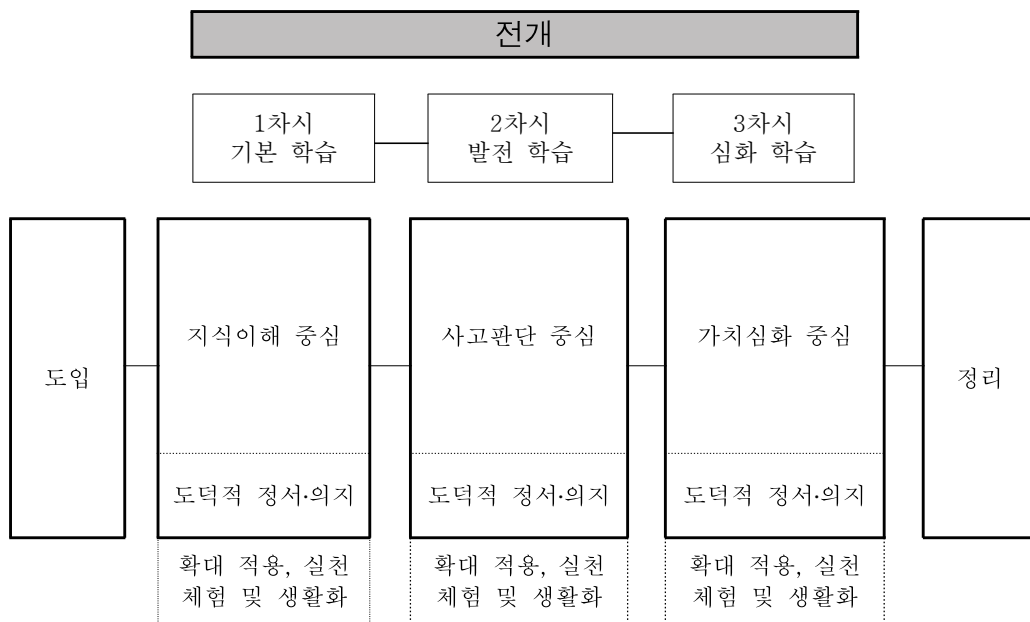 전개
1차시
기본 학습
2차시
발전 학습
3차시
심화 학습
도입
지식이해 중심
도덕적 정서·의지
확대 적용, 실천
체험 및 생활화
사고판단 중심
도덕적 정서·의지
확대 적용, 실천
체험 및 생활화
가치심화 중심
도덕적 정서·의지
확대 적용, 실천
체험 및 생활화
정리